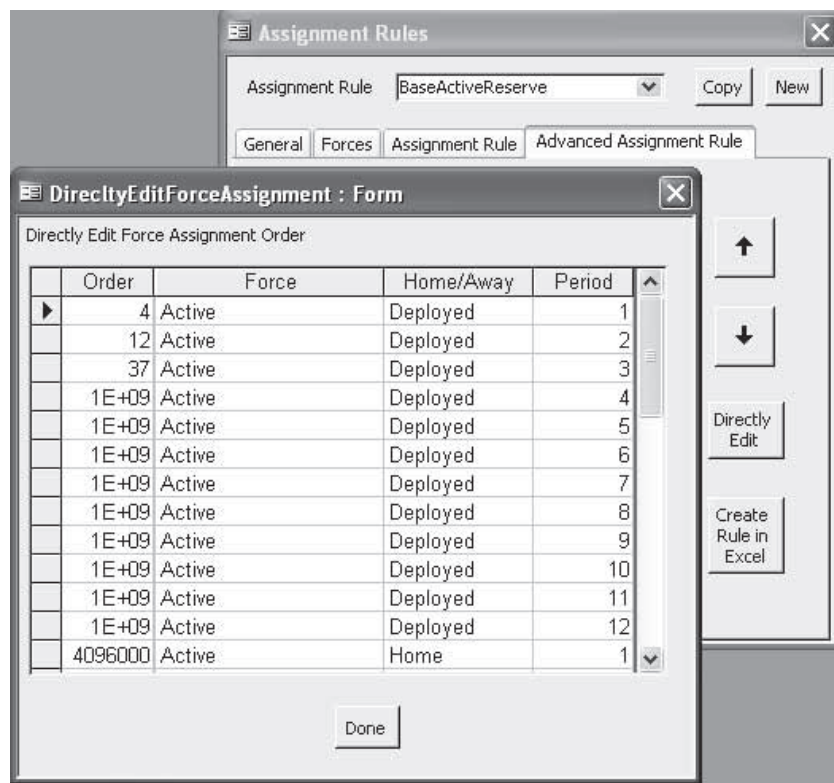 Assignment Rules
Assignment Rule BaseActiveReserve Copy New
General Forces Assignment Rule Advanced Assignment Rule
DirecltyEditForceAssignment : Form
Directly Edit Force Assignment Order
Order Force Home/Away Period
4 Active Deployed 1
12 Active Deployed 2
37 Active Deployed 3
1E+09 Active Deployed 4
1E+09 Active Deployed 5
1E+09 Active Deployed 6
1E+09 Active Deployed 7
1E+09 Active Deployed 8
1E+09 Active Deployed 9
1E+09 Active Deployed 10
1E+09 Active Deployed 11
1E+09 Active Deployed 12
4096000 Active Home 1
Done
Directly
Edit
Create
Rule in
Excel